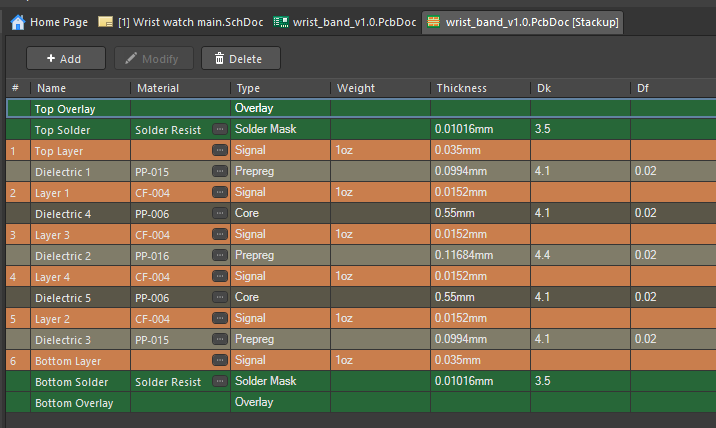 Home Page [1] Wrist watch main.SchDoc wrist_band_v1.0.PcbDoc wrist_band_v1.0.PcbDoc [Stackup]
+ Add Modify Delete
# Name Material Type Weight Thickness Dk Df
Top Overlay Overlay
Top Solder Solder Resist ... Solder Mask 0.01016mm 3.5
1 Top Layer ... Signal 1oz 0.035mm
Dielectric 1 PP-015 ... Prepreg 0.0994mm 4.1 0.02
2 Layer 1 CF-004 ... Signal 1oz 0.0152mm
Dielectric 4 PP-006 ... Core 0.55mm 4.1 0.02
3 Layer 3 CF-004 ... Signal 1oz 0.0152mm
Dielectric 2 PP-016 ... Prepreg 0.11684mm 4.4 0.02
4 Layer 4 CF-004 ... Signal 1oz 0.0152mm
Dielectric 5 PP-006 ... Core 0.55mm 4.1 0.02
5 Layer 2 CF-004 ... Signal 1oz 0.0152mm
Dielectric 3 PP-015 ... Prepreg 0.0994mm 4.1 0.02
6 Bottom Layer ... Signal 1oz 0.035mm
Bottom Solder Solder Resist ... Solder Mask 0.01016mm 3.5
Bottom Overlay Overlay